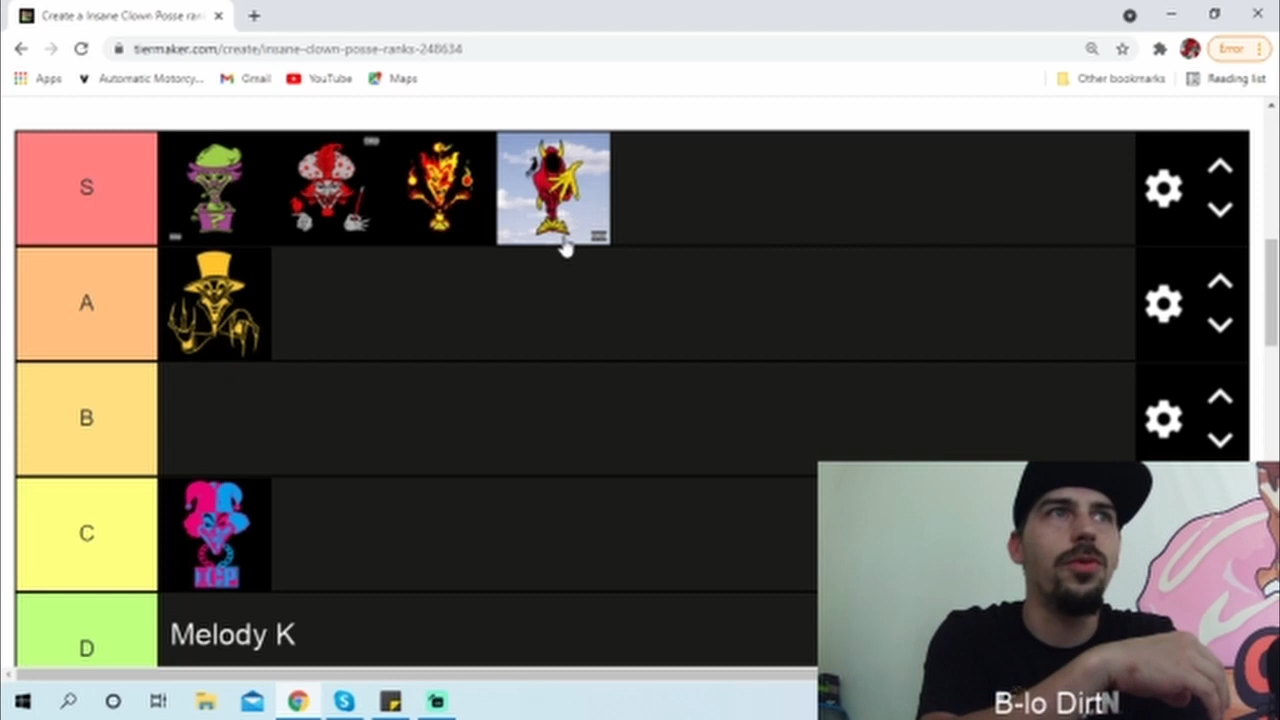 Create a Insane Clown Posse ran
tiermaker.com/create/insane-clown-posse-ranks-248634
Error
Apps
Automatic Motorcy...
Gmail
YouTube
Maps
Other bookmarks
Reading list
S
A
B
C
ICP
D
Melody K
B-lo Dirt